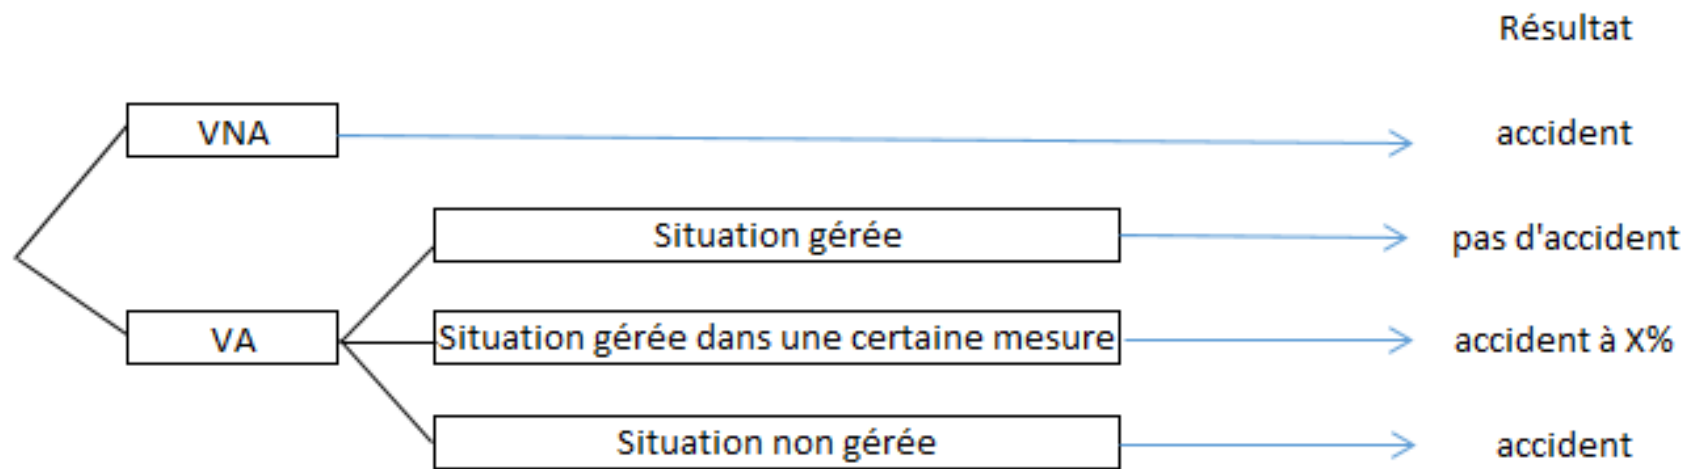 Résultat
VNA
accident
Situation gérée
pas d'accident
VA
Situation gérée dans une certaine mesure
accident à X%
Situation non gérée
accident